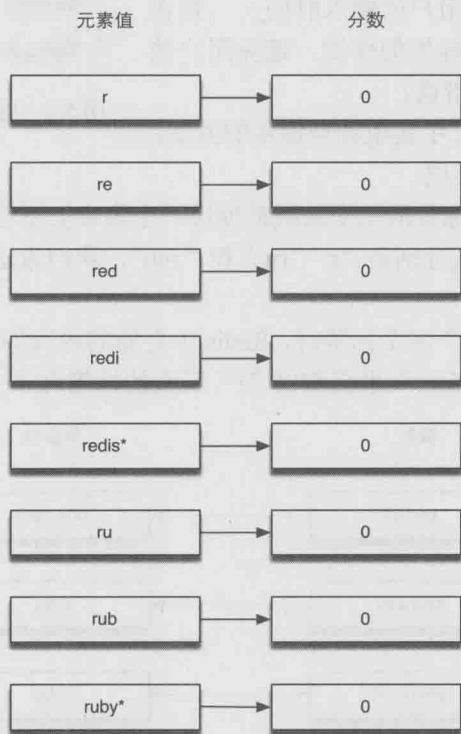 元素值 分数
r 0
re 0
red 0
redi 0
redis* 0
ru 0
rub 0
ruby* 0